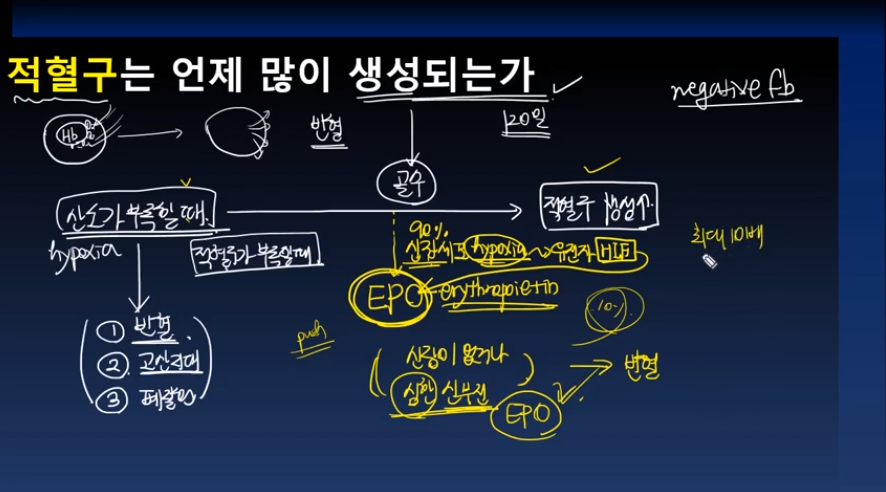 적혈구는 언제 많이 생성되는가
negative fb
Hb
빈혈
120일
골수
산소가 부족할 때
적혈구 생성↑
hypoxia
적혈구가 부족할 때
90%
신장세포 hypoxia 유전자 HIF
최대 10배
EPO erythropoietin
10%
push
① 빈혈
② 고산지대
③ 폐질환
신장이 없거나
심한 신부전
EPO
빈혈